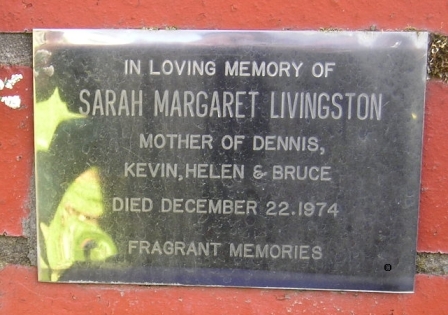 IN LOVING MEMORY OF
SARAH MARGARET LIVINGSTON
MOTHER OF DENNIS,
KEVIN, HELEN & BRUCE
DIED DECEMBER 22.1974
FRAGRANT MEMORIES